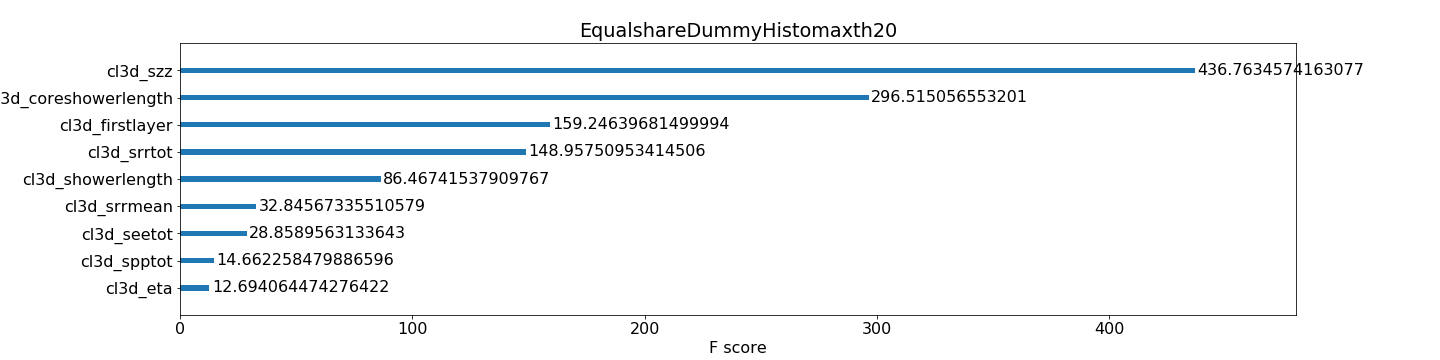 EqualshareDummyHistomaxth20
cl3d_szz 436.7634574163077
3d_coreshowerlength 296.515056553201
cl3d_firstlayer 159.24639681499994
cl3d_srrtot 148.95750953414506
cl3d_showerlength 86.46741537909767
cl3d_srrmean 32.84567335510579
cl3d_seetot 28.8589563133643
cl3d_spptot 14.662258479886596
cl3d_eta 12.694064474276422
0 100 200 300 400
F score